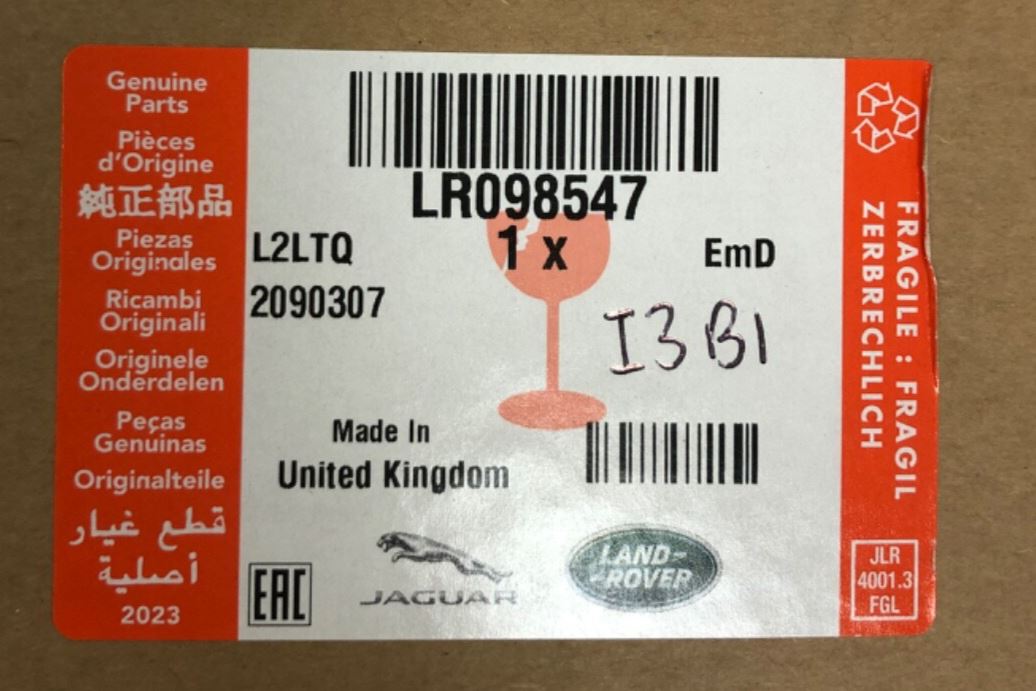 Genuine
Parts
Pièces
d'Origine
純正部品
Piezas
Originales
Ricambi
Originali
Originele
Onderdelen
Peças
Genuinas
Originalteile
قطع غيار
أصلية
2023
LR098547
1 x
L2LTQ
EmD
2090307
I3B1
Made In
United Kingdom
EAC
JAGUAR
LAND-
-ROVER
FRAGILE : FRAGIL
ZERBRECHLICH
JLR
4001.3
FGL